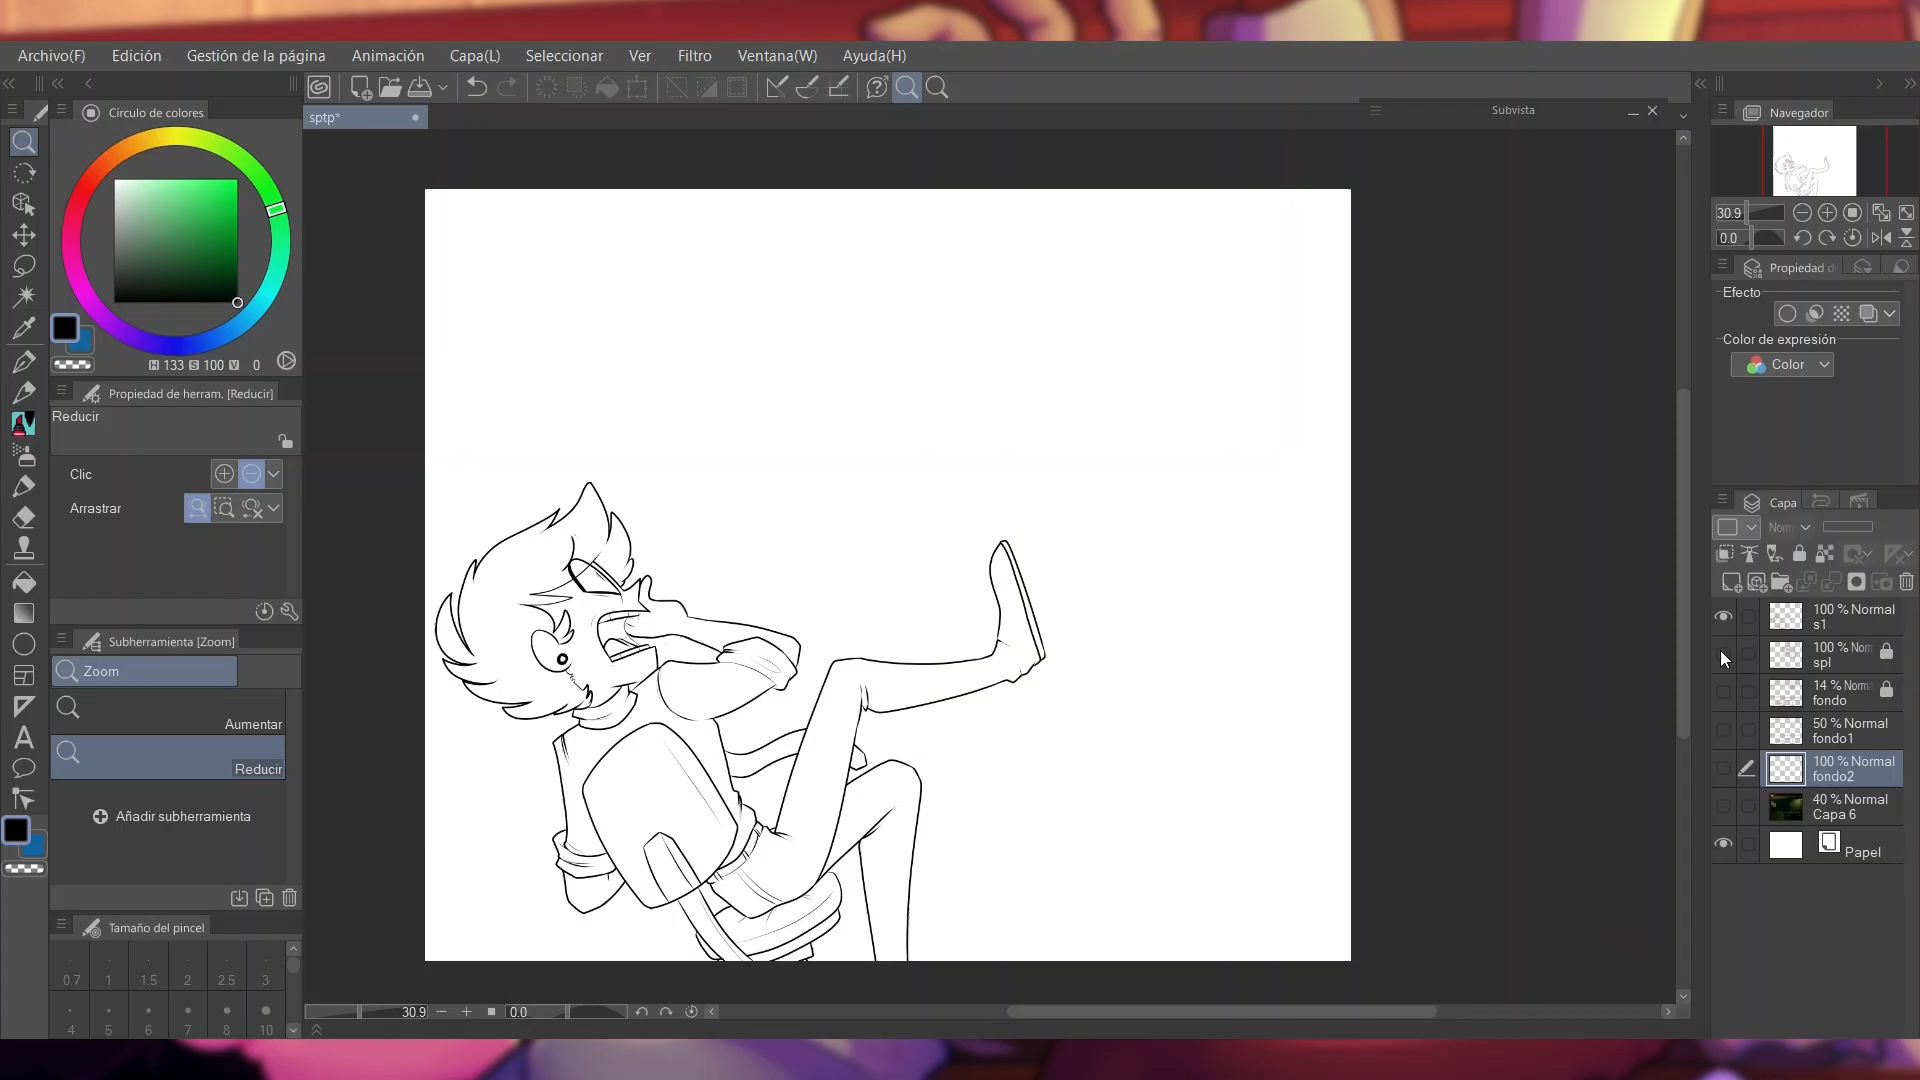 Archivo(F) Edición Gestión de la página Animación Capa(L) Seleccionar Ver Filtro Ventana(W) Ayuda(H)
Círculo de colores
sptp*
Subvista
Navegador
30.9
0.0
Propiedad d
Efecto
Color de expresión
Color
H 133 S 100 V 0
Propiedad de herram. [Reducir]
Reducir
Clic
Arrastrar
Subherramienta [Zoom]
Zoom
Aumentar
Reducir
Añadir subherramienta
Tamaño del pincel
0.7 1 1.5 2 2.5 3
4 5 6 7 8 10
30.9 0.0
Capa
Norm
100 % Normal
s1
100 % Norm
spl
14 % Norma
fondo
50 % Normal
fondo1
100 % Normal
fondo2
40 % Normal
Capa 6
Papel